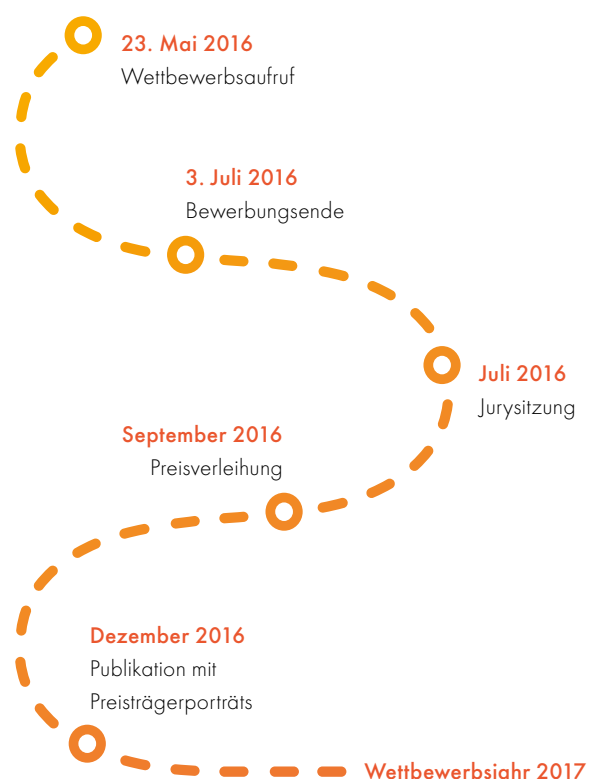 23. Mai 2016
Wettbewerbsaufruf
3. Juli 2016
Bewerbungsende
Juli 2016
Jurysitzung
September 2016
Preisverleihung
Dezember 2016
Publikation mit
Preisträgerporträts
Wettbewerbsjahr 2017